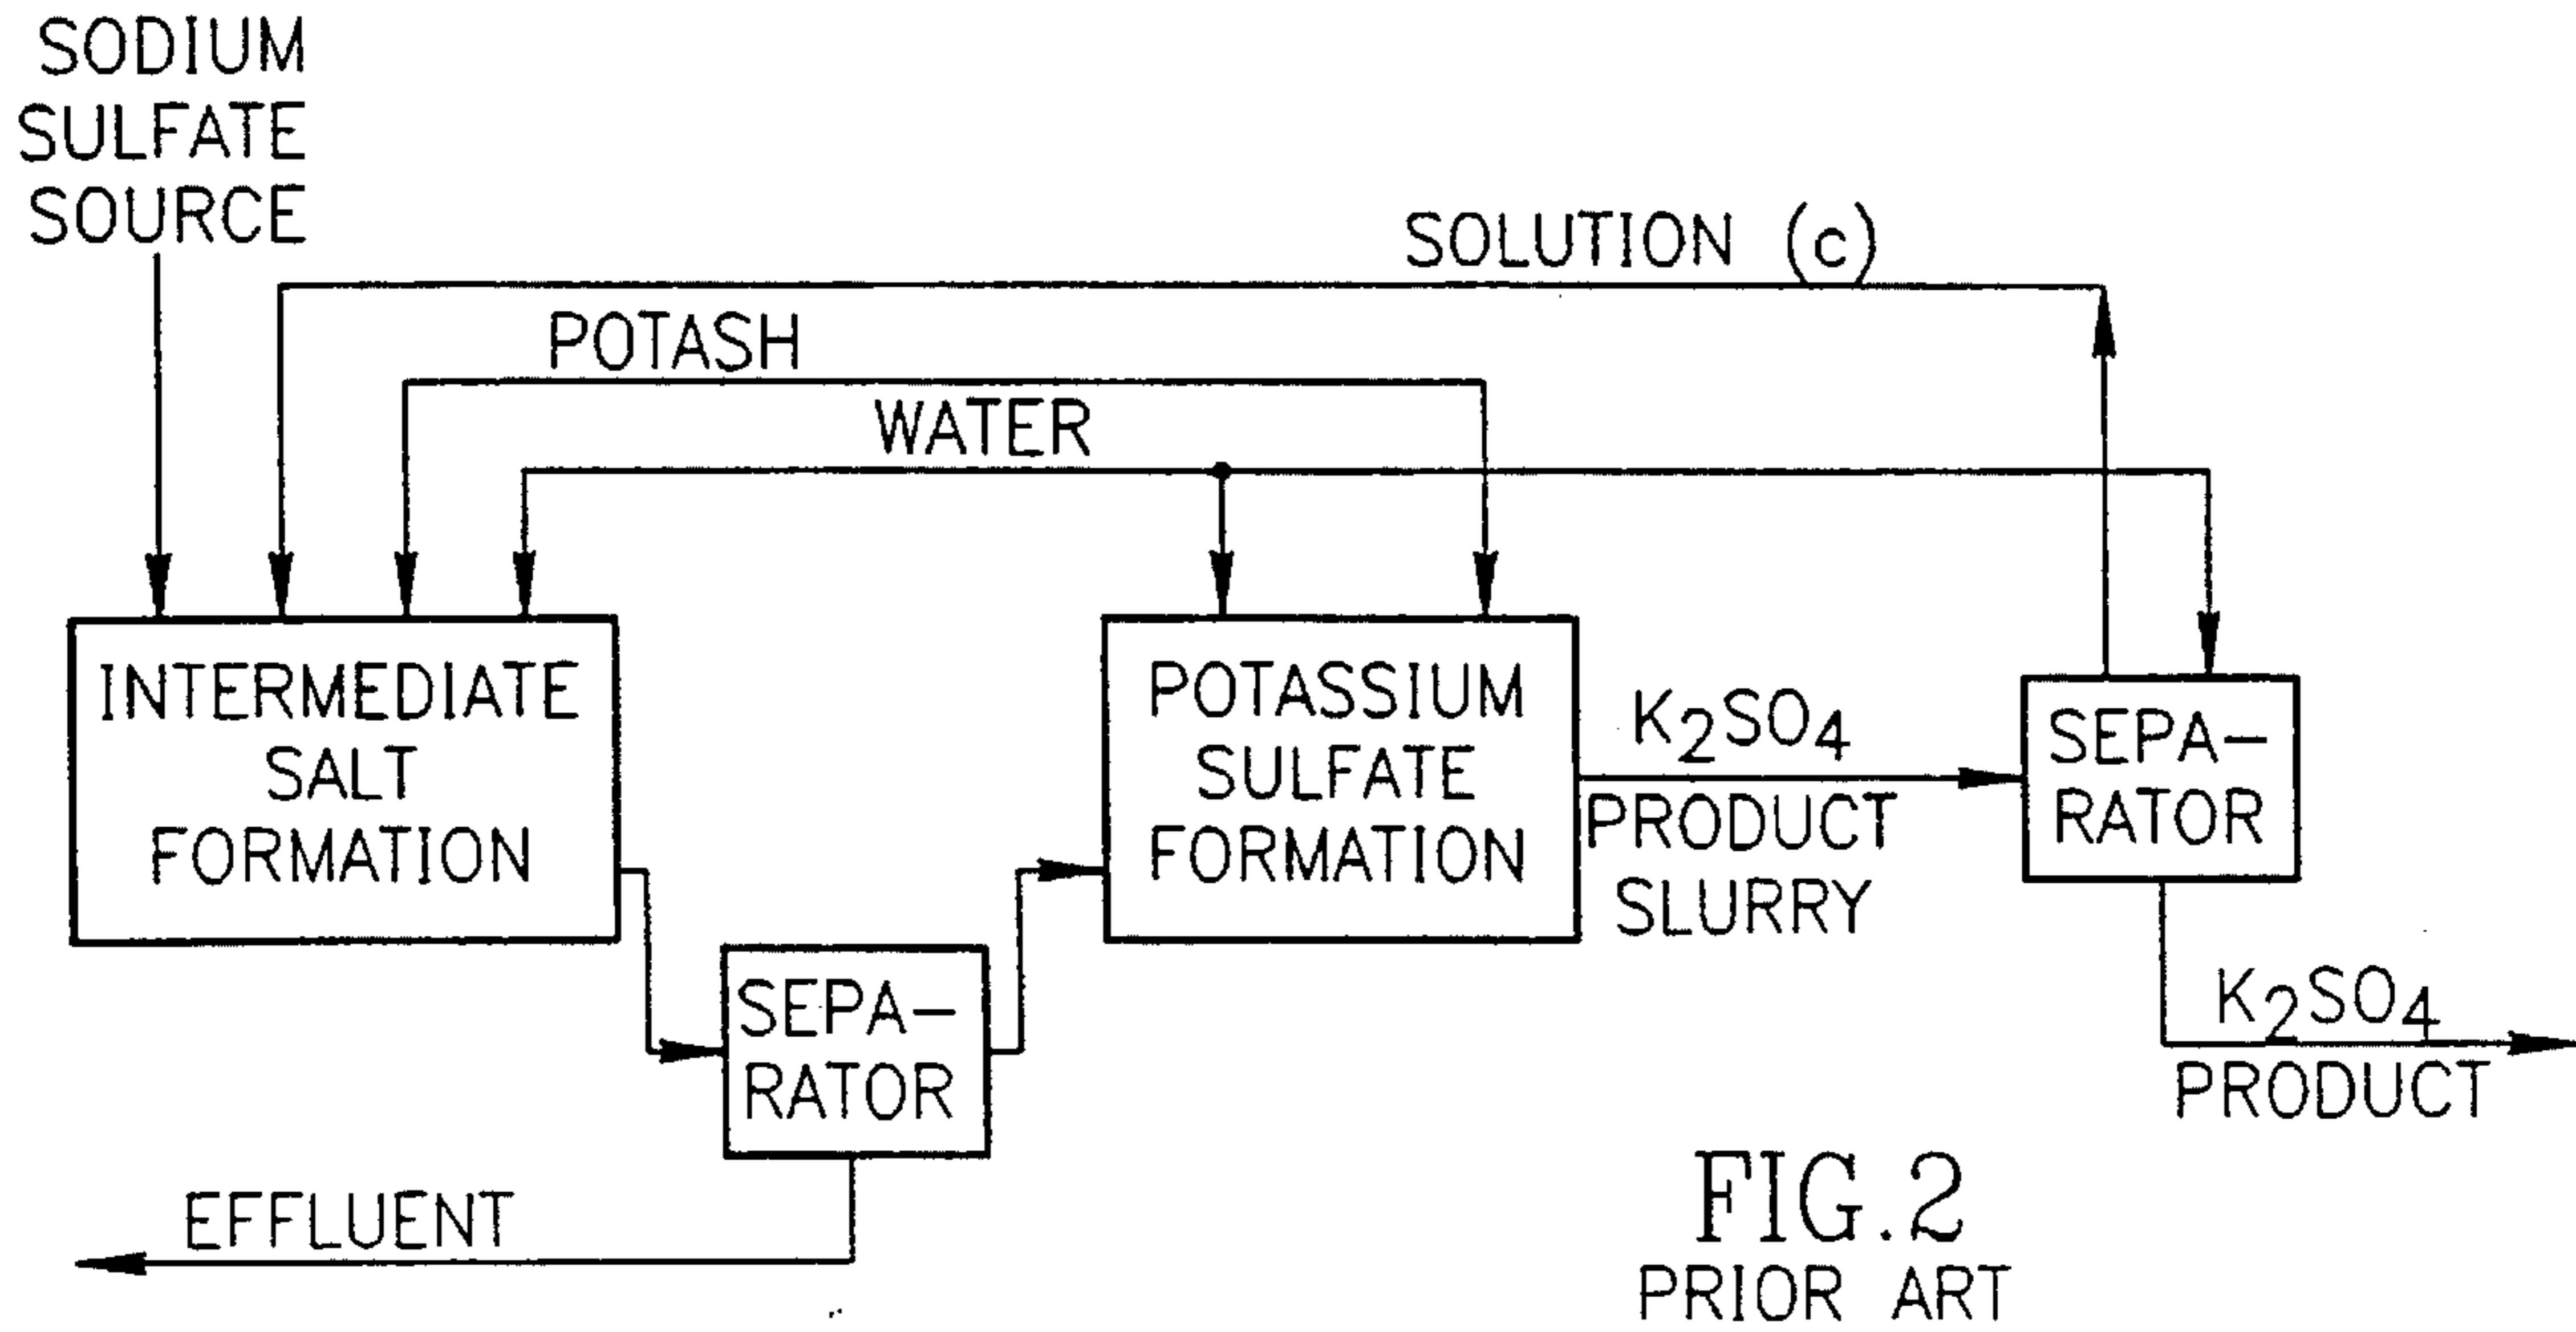 SODIUM
SULFATE
SOURCE
SOLUTION (c)
POTASH
WATER
INTERMEDIATE
SALT
FORMATION
POTASSIUM
SULFATE
FORMATION
K2SO4
PRODUCT
SLURRY
SEPA-
RATOR
SEPA-
RATOR
K2SO4
PRODUCT
EFFLUENT
FIG.2
PRIOR ART